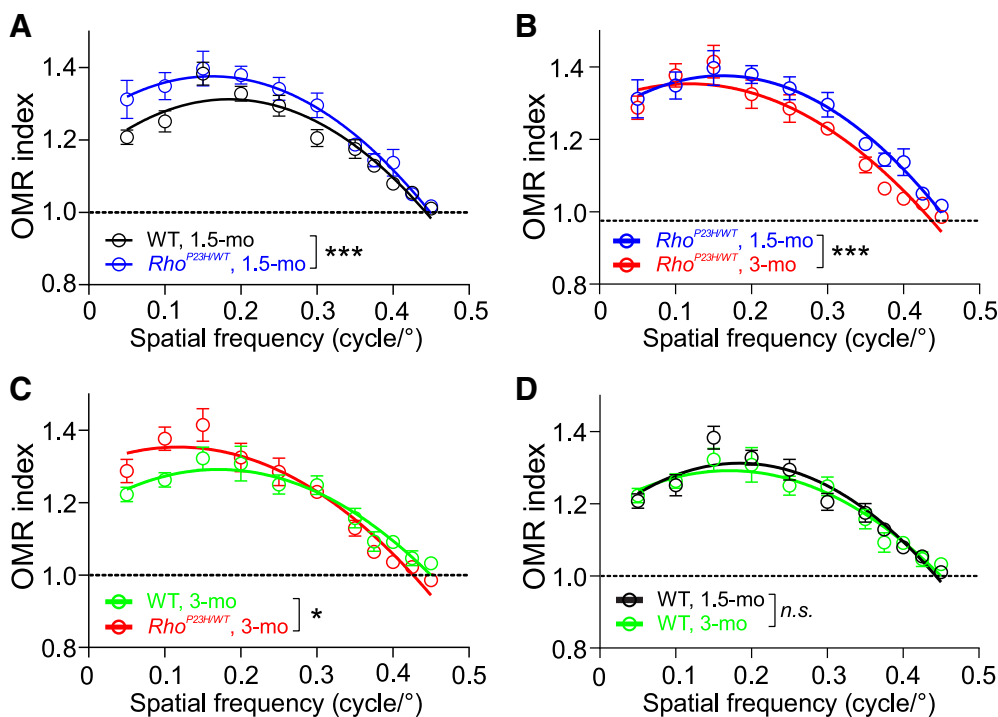 A
OMR index
1.4
1.2
1.0
0.8
0
0.1
0.2
0.3
0.4
0.5
Spatial frequency (cycle/°)
WT, 1.5-mo
Rho^P23H/WT, 1.5-mo
***
B
OMR index
1.4
1.2
1.0
0.8
0
0.1
0.2
0.3
0.4
0.5
Spatial frequency (cycle/°)
Rho^P23H/WT, 1.5-mo
Rho^P23H/WT, 3-mo
***
C
OMR index
1.4
1.2
1.0
0.8
0
0.1
0.2
0.3
0.4
0.5
Spatial frequency (cycle/°)
WT, 3-mo
Rho^P23H/WT, 3-mo
*
D
OMR index
1.4
1.2
1.0
0.8
0
0.1
0.2
0.3
0.4
0.5
Spatial frequency (cycle/°)
WT, 1.5-mo
WT, 3-mo
n.s.